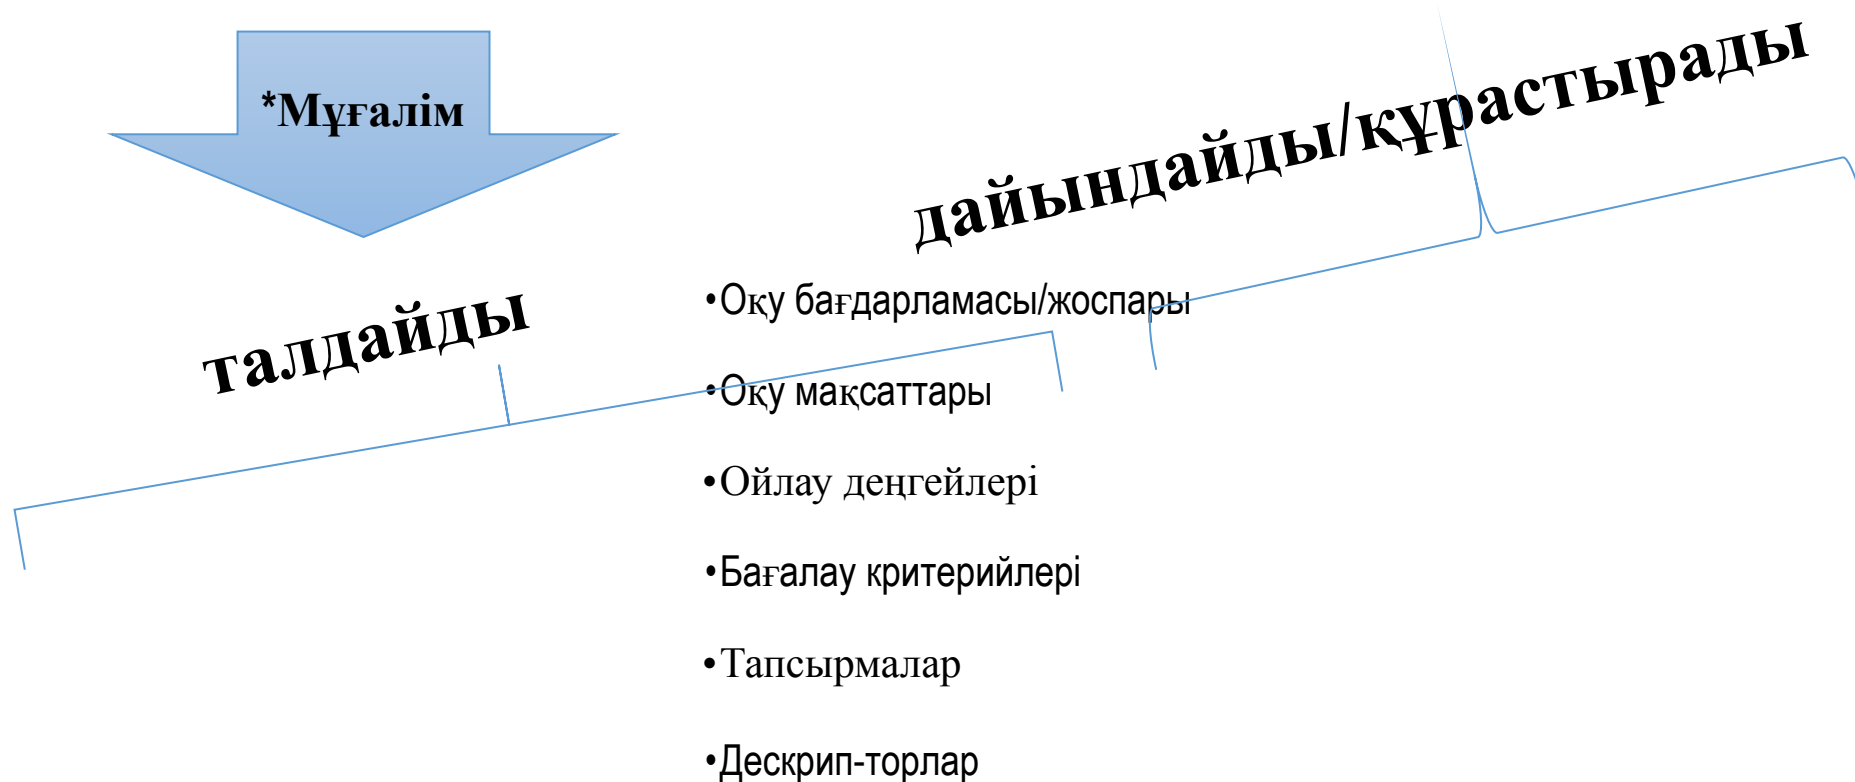 *Мұғалім
дайындайды/құрастырады
талдайды
•Оқу бағдарламасы/жоспары
•Оқу мақсаттары
•Ойлау деңгейлері
•Бағалау критерийлері
•Тапсырмалар
•Дескрип-торлар